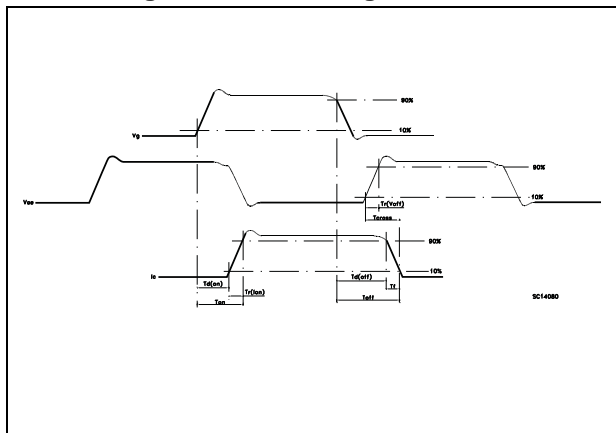 90%
10%
Vg
90%
Vce
10%
Tr(Voff)
Tcross
90%
Ic
10%
Td(on)
Td(off)
Tf
Tr(Ion)
Ton
Toff
SC14080